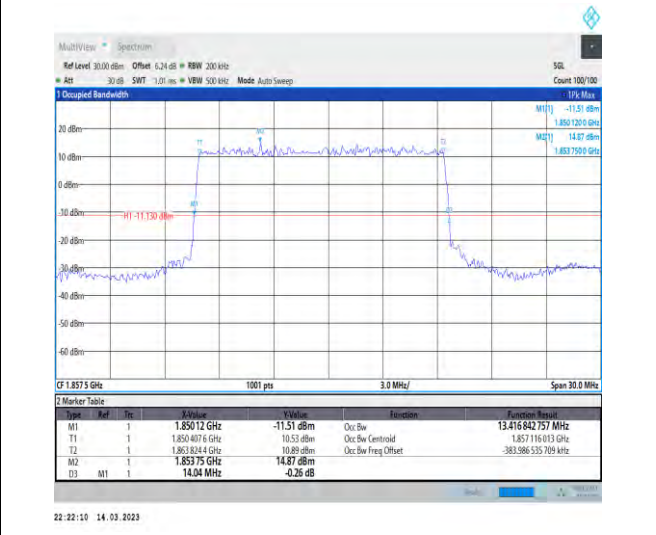 MultiView Spectrum
Ref Level 30.00 dBm Offset 6.24 dB RBW 200 kHz SGL
Att 30 dB SWT 1.01 ms VBW 500 kHz Mode Auto Sweep Count 100/100
1 Occupied Bandwidth 1Pk Max
M1[1] -11.51 dBm
1.850 120 0 GHz
M2[1] 14.87 dBm
1.853 750 0 GHz
20 dBm
M2
T1
10 dBm
0 dBm
-10 dBm
H1 -11.130 dBm
-20 dBm
-30 dBm
-40 dBm
-50 dBm
-60 dBm
CF 1.857 5 GHz 1001 pts 3.0 MHz/ Span 30.0 MHz
2 Marker Table
Type Ref Trc X-Value Y-Value Function Function Result
M1 1 1.850 12 GHz -11.51 dBm Occ Bw 13.416 842 757 MHz
T1 1 1.850 407 6 GHz 10.53 dBm Occ Bw Centroid 1.857 116 013 GHz
T2 1 1.863 824 4 GHz 10.89 dBm Occ Bw Freq Offset -383.986 535 709 kHz
M2 1 1.853 75 GHz 14.87 dBm
D3 M1 1 14.04 MHz -0.26 dB
22:22:10 14.03.2023